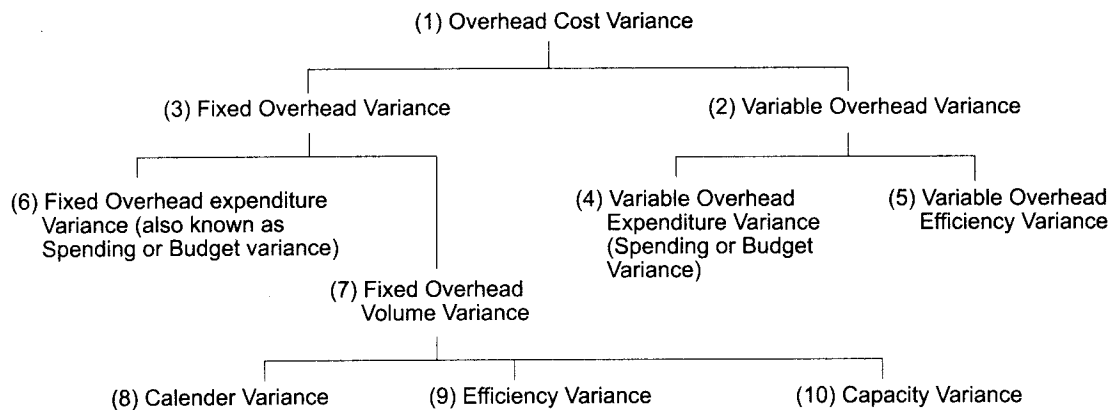 (1) Overhead Cost Variance
(3) Fixed Overhead Variance
(2) Variable Overhead Variance
(6) Fixed Overhead expenditure
Variance (also known as
Spending or Budget variance)
(4) Variable Overhead
Expenditure Variance
(Spending or Budget
Variance)
(5) Variable Overhead
Efficiency Variance
(7) Fixed Overhead
Volume Variance
(8) Calender Variance
(9) Efficiency Variance
(10) Capacity Variance